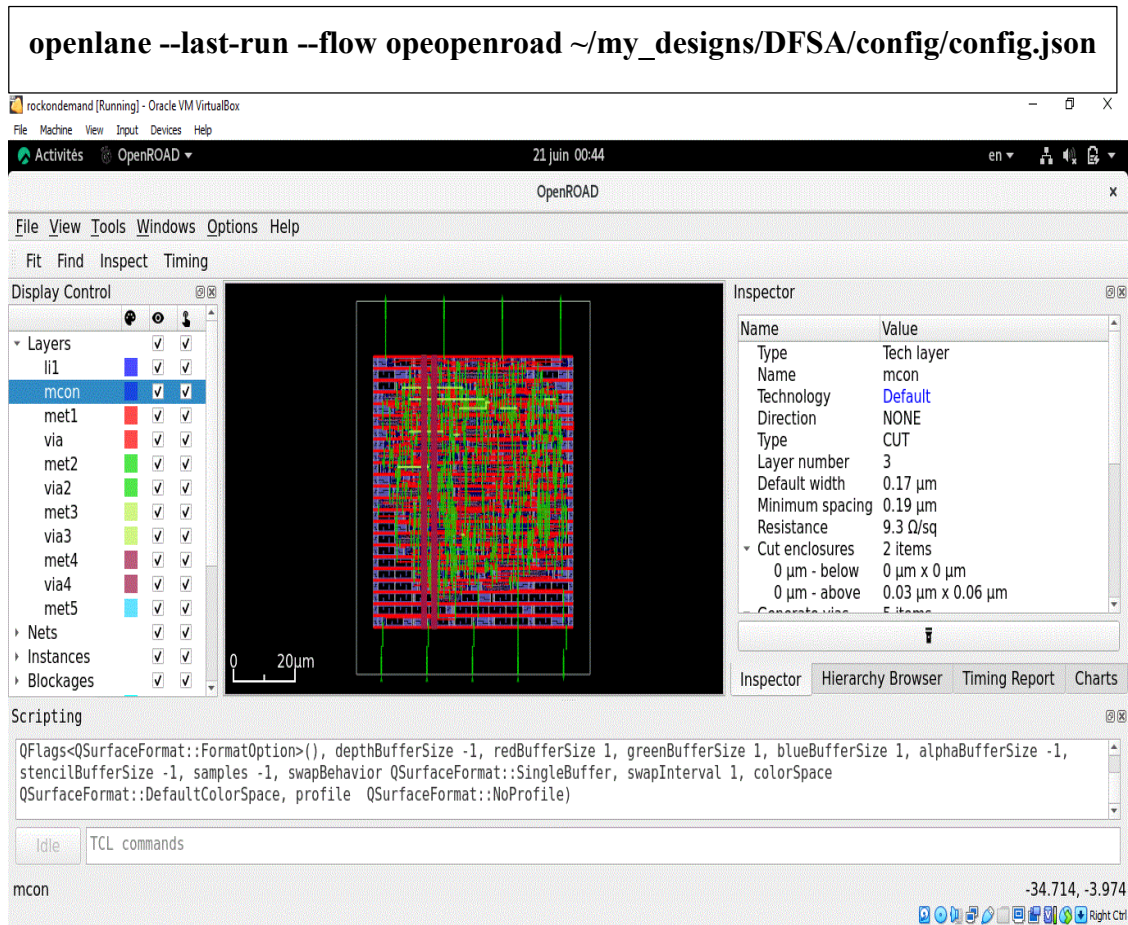 openlane --last-run --flow opeopenroad ~/my_designs/DFSA/config/config.json
rockondemand [Running] - Oracle VM VirtualBox
File Machine View Input Devices Help
Activités OpenROAD 21 juin 00:44 en
OpenROAD
File View Tools Windows Options Help
Fit Find Inspect Timing
Display Control
Layers
li1
mcon
met1
via
met2
via2
met3
via3
met4
via4
met5
Nets
Instances
Blockages
0 20µm
Inspector
Name Value
Type Tech layer
Name mcon
Technology Default
Direction NONE
Type CUT
Layer number 3
Default width 0.17 µm
Minimum spacing 0.19 µm
Resistance 9.3 Ω/sq
Cut enclosures 2 items
0 µm - below 0 µm x 0 µm
0 µm - above 0.03 µm x 0.06 µm
Inspector Hierarchy Browser Timing Report Charts
Scripting
QFlags<QSurfaceFormat::FormatOption>(), depthBufferSize -1, redBufferSize 1, greenBufferSize 1, blueBufferSize 1, alphaBufferSize -1,
stencilBufferSize -1, samples -1, swapBehavior QSurfaceFormat::SingleBuffer, swapInterval 1, colorSpace
QSurfaceFormat::DefaultColorSpace, profile QSurfaceFormat::NoProfile)
Idle TCL commands
mcon -34.714, -3.974
Right Ctrl